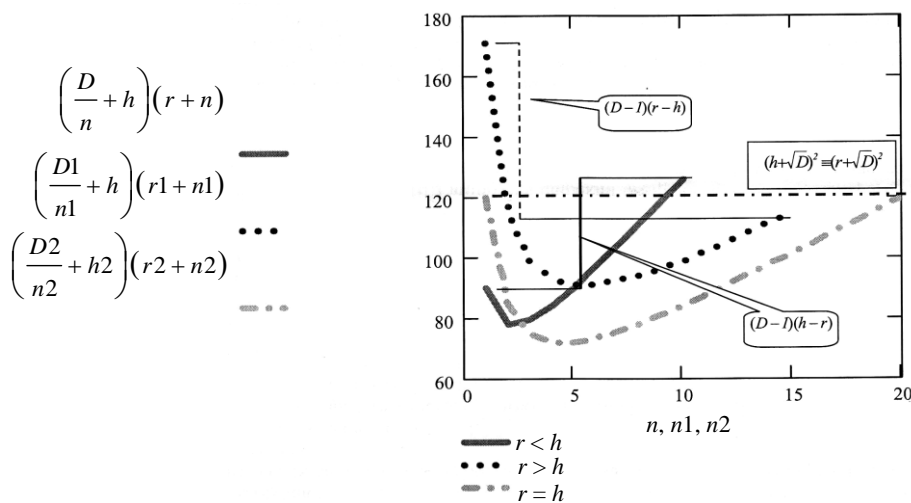 (D/n + h)(r + n)
(D1/n1 + h)(r1 + n1)
(D2/n2 + h2)(r2 + n2)
180
160
140
120
100
80
60
(D−I)(r−h)
(h+√D)² ≡(r+√D)²
(D−I)(h−r)
0 5 10 15 20
n, n1, n2
r < h
r > h
r = h